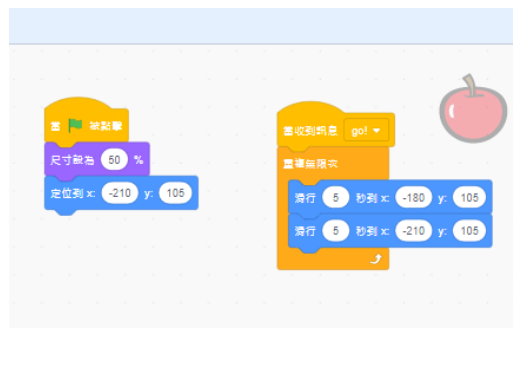 當 被點擊
尺寸設為 50 %
定位到 x: -210 y: 105
當收到訊息 go!
重複無限次
滑行 5 秒到 x: -180 y: 105
滑行 5 秒到 x: -210 y: 105